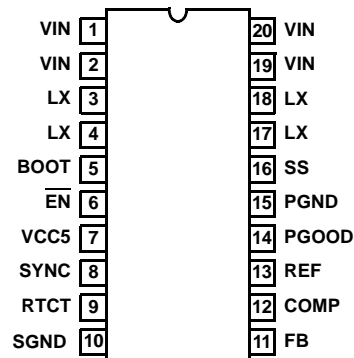 VIN 1 20 VIN
VIN 2 19 VIN
LX 3 18 LX
LX 4 17 LX
BOOT 5 16 SS
E̅N̅ 6 15 PGND
VCC5 7 14 PGOOD
SYNC 8 13 REF
RTCT 9 12 COMP
SGND 10 11 FB